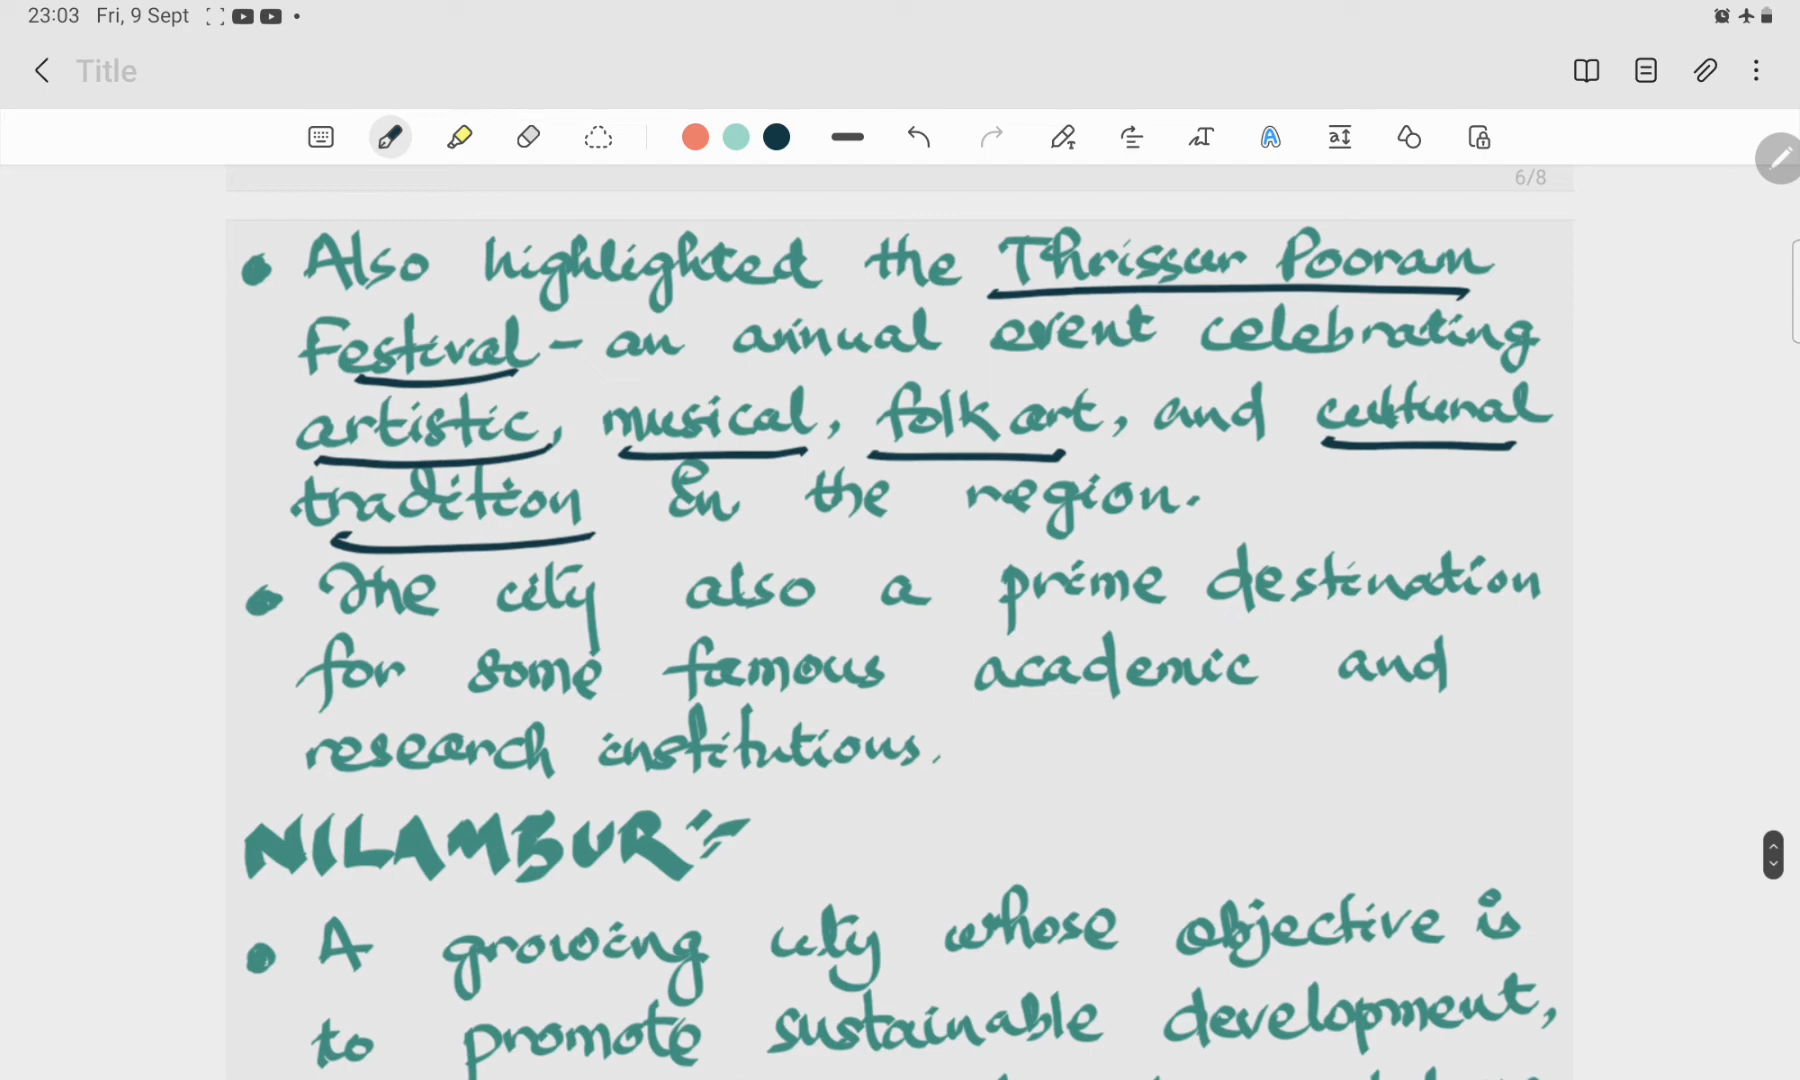 23:03 Fri, 9 Sept
Title
6/8
• Also highlighted the Thrissur Pooram
Festival - an annual event celebrating
artistic, musical, folk art, and cultural
tradition in the region.
• The city also a prime destination
for some famous academic and
research institutions.
NILAMBUR :-
• A growing city whose objective is
to promote sustainable development,